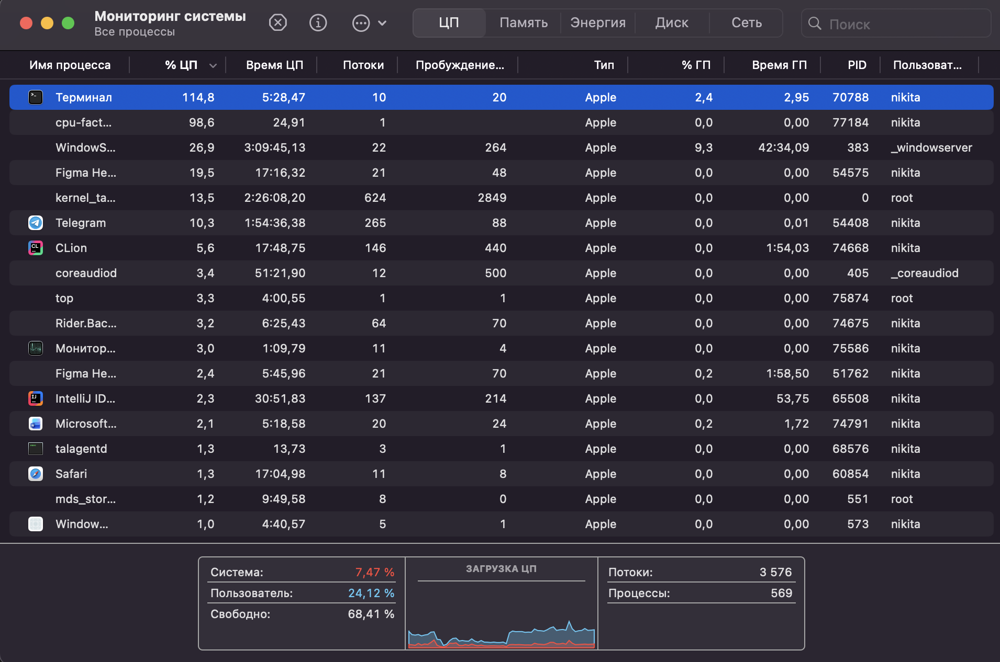 Мониторинг системы
Все процессы
ЦП Память Энергия Диск Сеть Поиск
Имя процесса % ЦП Время ЦП Потоки Пробуждение... Тип % ГП Время ГП PID Пользоват...
Терминал 114,8 5:28,47 10 20 Apple 2,4 2,95 70788 nikita
cpu-fact... 98,6 24,91 1 Apple 0,0 0,00 77184 nikita
WindowS... 26,9 3:09:45,13 22 264 Apple 9,3 42:34,09 383 _windowserver
Figma He... 19,5 17:16,32 21 48 Apple 0,0 0,00 54575 nikita
kernel_ta... 13,5 2:26:08,20 624 2849 Apple 0,0 0,00 0 root
Telegram 10,3 1:54:36,38 265 88 Apple 0,0 0,01 54408 nikita
CL CLion 5,6 17:48,75 146 440 Apple 0,0 1:54,03 74668 nikita
coreaudiod 3,4 51:21,90 12 500 Apple 0,0 0,00 405 _coreaudiod
top 3,3 4:00,55 1 1 Apple 0,0 0,00 75874 root
Rider.Bac... 3,2 6:25,43 64 70 Apple 0,0 0,00 74675 nikita
Монитор... 3,0 1:09,79 11 4 Apple 0,0 0,00 75586 nikita
Figma He... 2,4 5:45,96 21 70 Apple 0,2 1:58,50 51762 nikita
IJ IntelliJ ID... 2,3 30:51,83 137 214 Apple 0,0 53,75 65508 nikita
Microsoft... 2,1 5:18,58 20 24 Apple 0,2 1,72 74791 nikita
talagentd 1,3 13,73 3 1 Apple 0,0 0,00 68576 nikita
Safari 1,3 17:04,98 11 8 Apple 0,0 0,00 60854 nikita
mds_stor... 1,2 9:49,58 8 0 Apple 0,0 0,00 551 root
Window... 1,0 4:40,57 5 1 Apple 0,0 0,00 573 nikita
Система: 7,47 %
Пользователь: 24,12 %
Свободно: 68,41 %
ЗАГРУЗКА ЦП
Потоки: 3 576
Процессы: 569